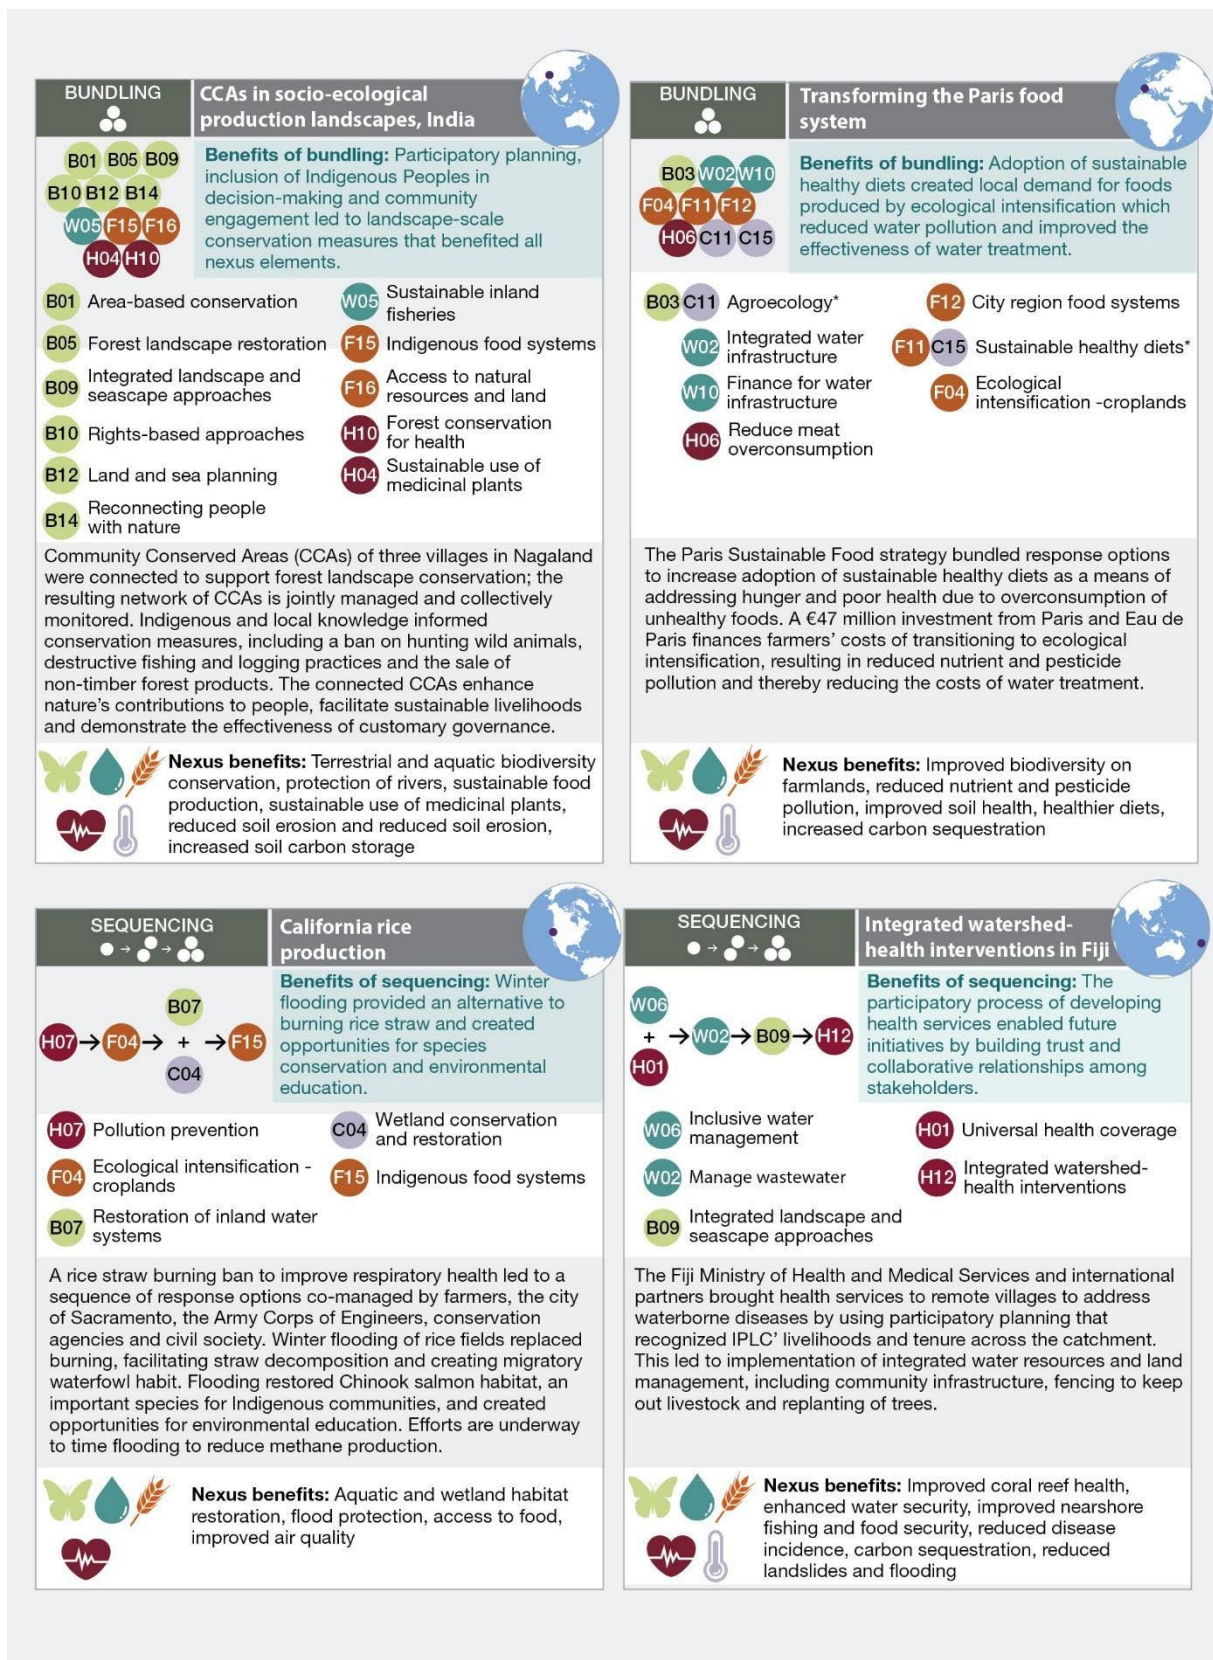 BUNDLING
CCAs in socio-ecological
production landscapes, India
B01 B05 B09
B10 B12 B14
W05 F15 F16
H04 H10
Benefits of bundling: Participatory planning,
inclusion of Indigenous Peoples in
decision-making and community
engagement led to landscape-scale
conservation measures that benefited all
nexus elements.
B01 Area-based conservation
B05 Forest landscape restoration
B09 Integrated landscape and
seascape approaches
B10 Rights-based approaches
B12 Land and sea planning
B14 Reconnecting people
with nature
W05 Sustainable inland
fisheries
F15 Indigenous food systems
F16 Access to natural
resources and land
H10 Forest conservation
for health
H04 Sustainable use of
medicinal plants
Community Conserved Areas (CCAs) of three villages in Nagaland
were connected to support forest landscape conservation; the
resulting network of CCAs is jointly managed and collectively
monitored. Indigenous and local knowledge informed
conservation measures, including a ban on hunting wild animals,
destructive fishing and logging practices and the sale of
non-timber forest products. The connected CCAs enhance
nature's contributions to people, facilitate sustainable livelihoods
and demonstrate the effectiveness of customary governance.
Nexus benefits: Terrestrial and aquatic biodiversity
conservation, protection of rivers, sustainable food
production, sustainable use of medicinal plants,
reduced soil erosion and reduced soil erosion,
increased soil carbon storage
BUNDLING
Transforming the Paris food
system
B03 W02 W10
F04 F11 F12
H06 C11 C15
Benefits of bundling: Adoption of sustainable
healthy diets created local demand for foods
produced by ecological intensification which
reduced water pollution and improved the
effectiveness of water treatment.
B03 C11 Agroecology*
W02 Integrated water
infrastructure
W10 Finance for water
infrastructure
H06 Reduce meat
overconsumption
F12 City region food systems
F11 C15 Sustainable healthy diets*
F04 Ecological
intensification -croplands
The Paris Sustainable Food strategy bundled response options
to increase adoption of sustainable healthy diets as a means of
addressing hunger and poor health due to overconsumption of
unhealthy foods. A €47 million investment from Paris and Eau de
Paris finances farmers' costs of transitioning to ecological
intensification, resulting in reduced nutrient and pesticide
pollution and thereby reducing the costs of water treatment.
Nexus benefits: Improved biodiversity on
farmlands, reduced nutrient and pesticide
pollution, improved soil health, healthier diets,
increased carbon sequestration
SEQUENCING
California rice
production
H07 → F04 → B07 + C04 → F15
Benefits of sequencing: Winter
flooding provided an alternative to
burning rice straw and created
opportunities for species
conservation and environmental
education.
H07 Pollution prevention
F04 Ecological intensification -
croplands
B07 Restoration of inland water
systems
C04 Wetland conservation
and restoration
F15 Indigenous food systems
A rice straw burning ban to improve respiratory health led to a
sequence of response options co-managed by farmers, the city
of Sacramento, the Army Corps of Engineers, conservation
agencies and civil society. Winter flooding of rice fields replaced
burning, facilitating straw decomposition and creating migratory
waterfowl habit. Flooding restored Chinook salmon habitat, an
important species for Indigenous communities, and created
opportunities for environmental education. Efforts are underway
to time flooding to reduce methane production.
Nexus benefits: Aquatic and wetland habitat
restoration, flood protection, access to food,
improved air quality
SEQUENCING
Integrated watershed-
health interventions in Fiji
W06 + H01 → W02 → B09 → H12
Benefits of sequencing: The
participatory process of developing
health services enabled future
initiatives by building trust and
collaborative relationships among
stakeholders.
W06 Inclusive water
management
W02 Manage wastewater
B09 Integrated landscape and
seascape approaches
H01 Universal health coverage
H12 Integrated watershed-
health interventions
The Fiji Ministry of Health and Medical Services and international
partners brought health services to remote villages to address
waterborne diseases by using participatory planning that
recognized IPLC' livelihoods and tenure across the catchment.
This led to implementation of integrated water resources and land
management, including community infrastructure, fencing to keep
out livestock and replanting of trees.
Nexus benefits: Improved coral reef health,
enhanced water security, improved nearshore
fishing and food security, reduced disease
incidence, carbon sequestration, reduced
landslides and flooding